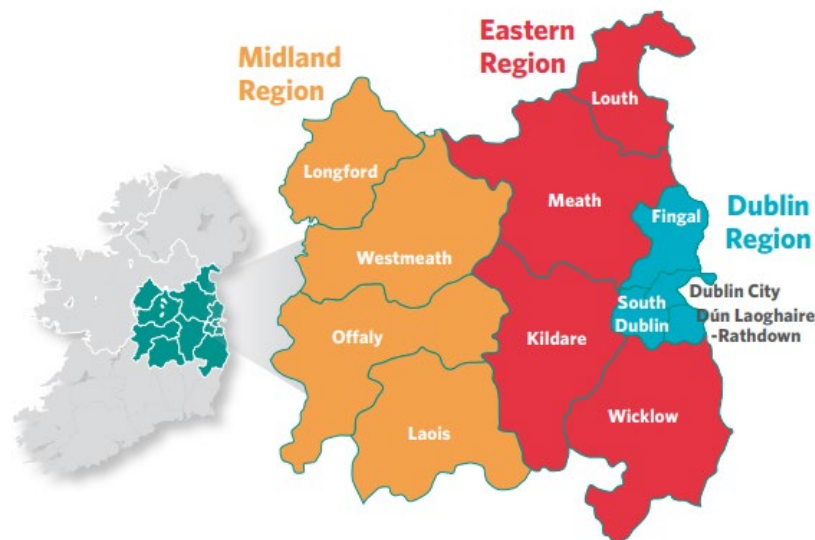 Midland
Region
Eastern
Region
Louth
Longford
Meath
Fingal
Dublin
Region
Westmeath
Dublin City
South
Dublin
Dún Laoghaire
-Rathdown
Offaly
Kildare
Laois
Wicklow